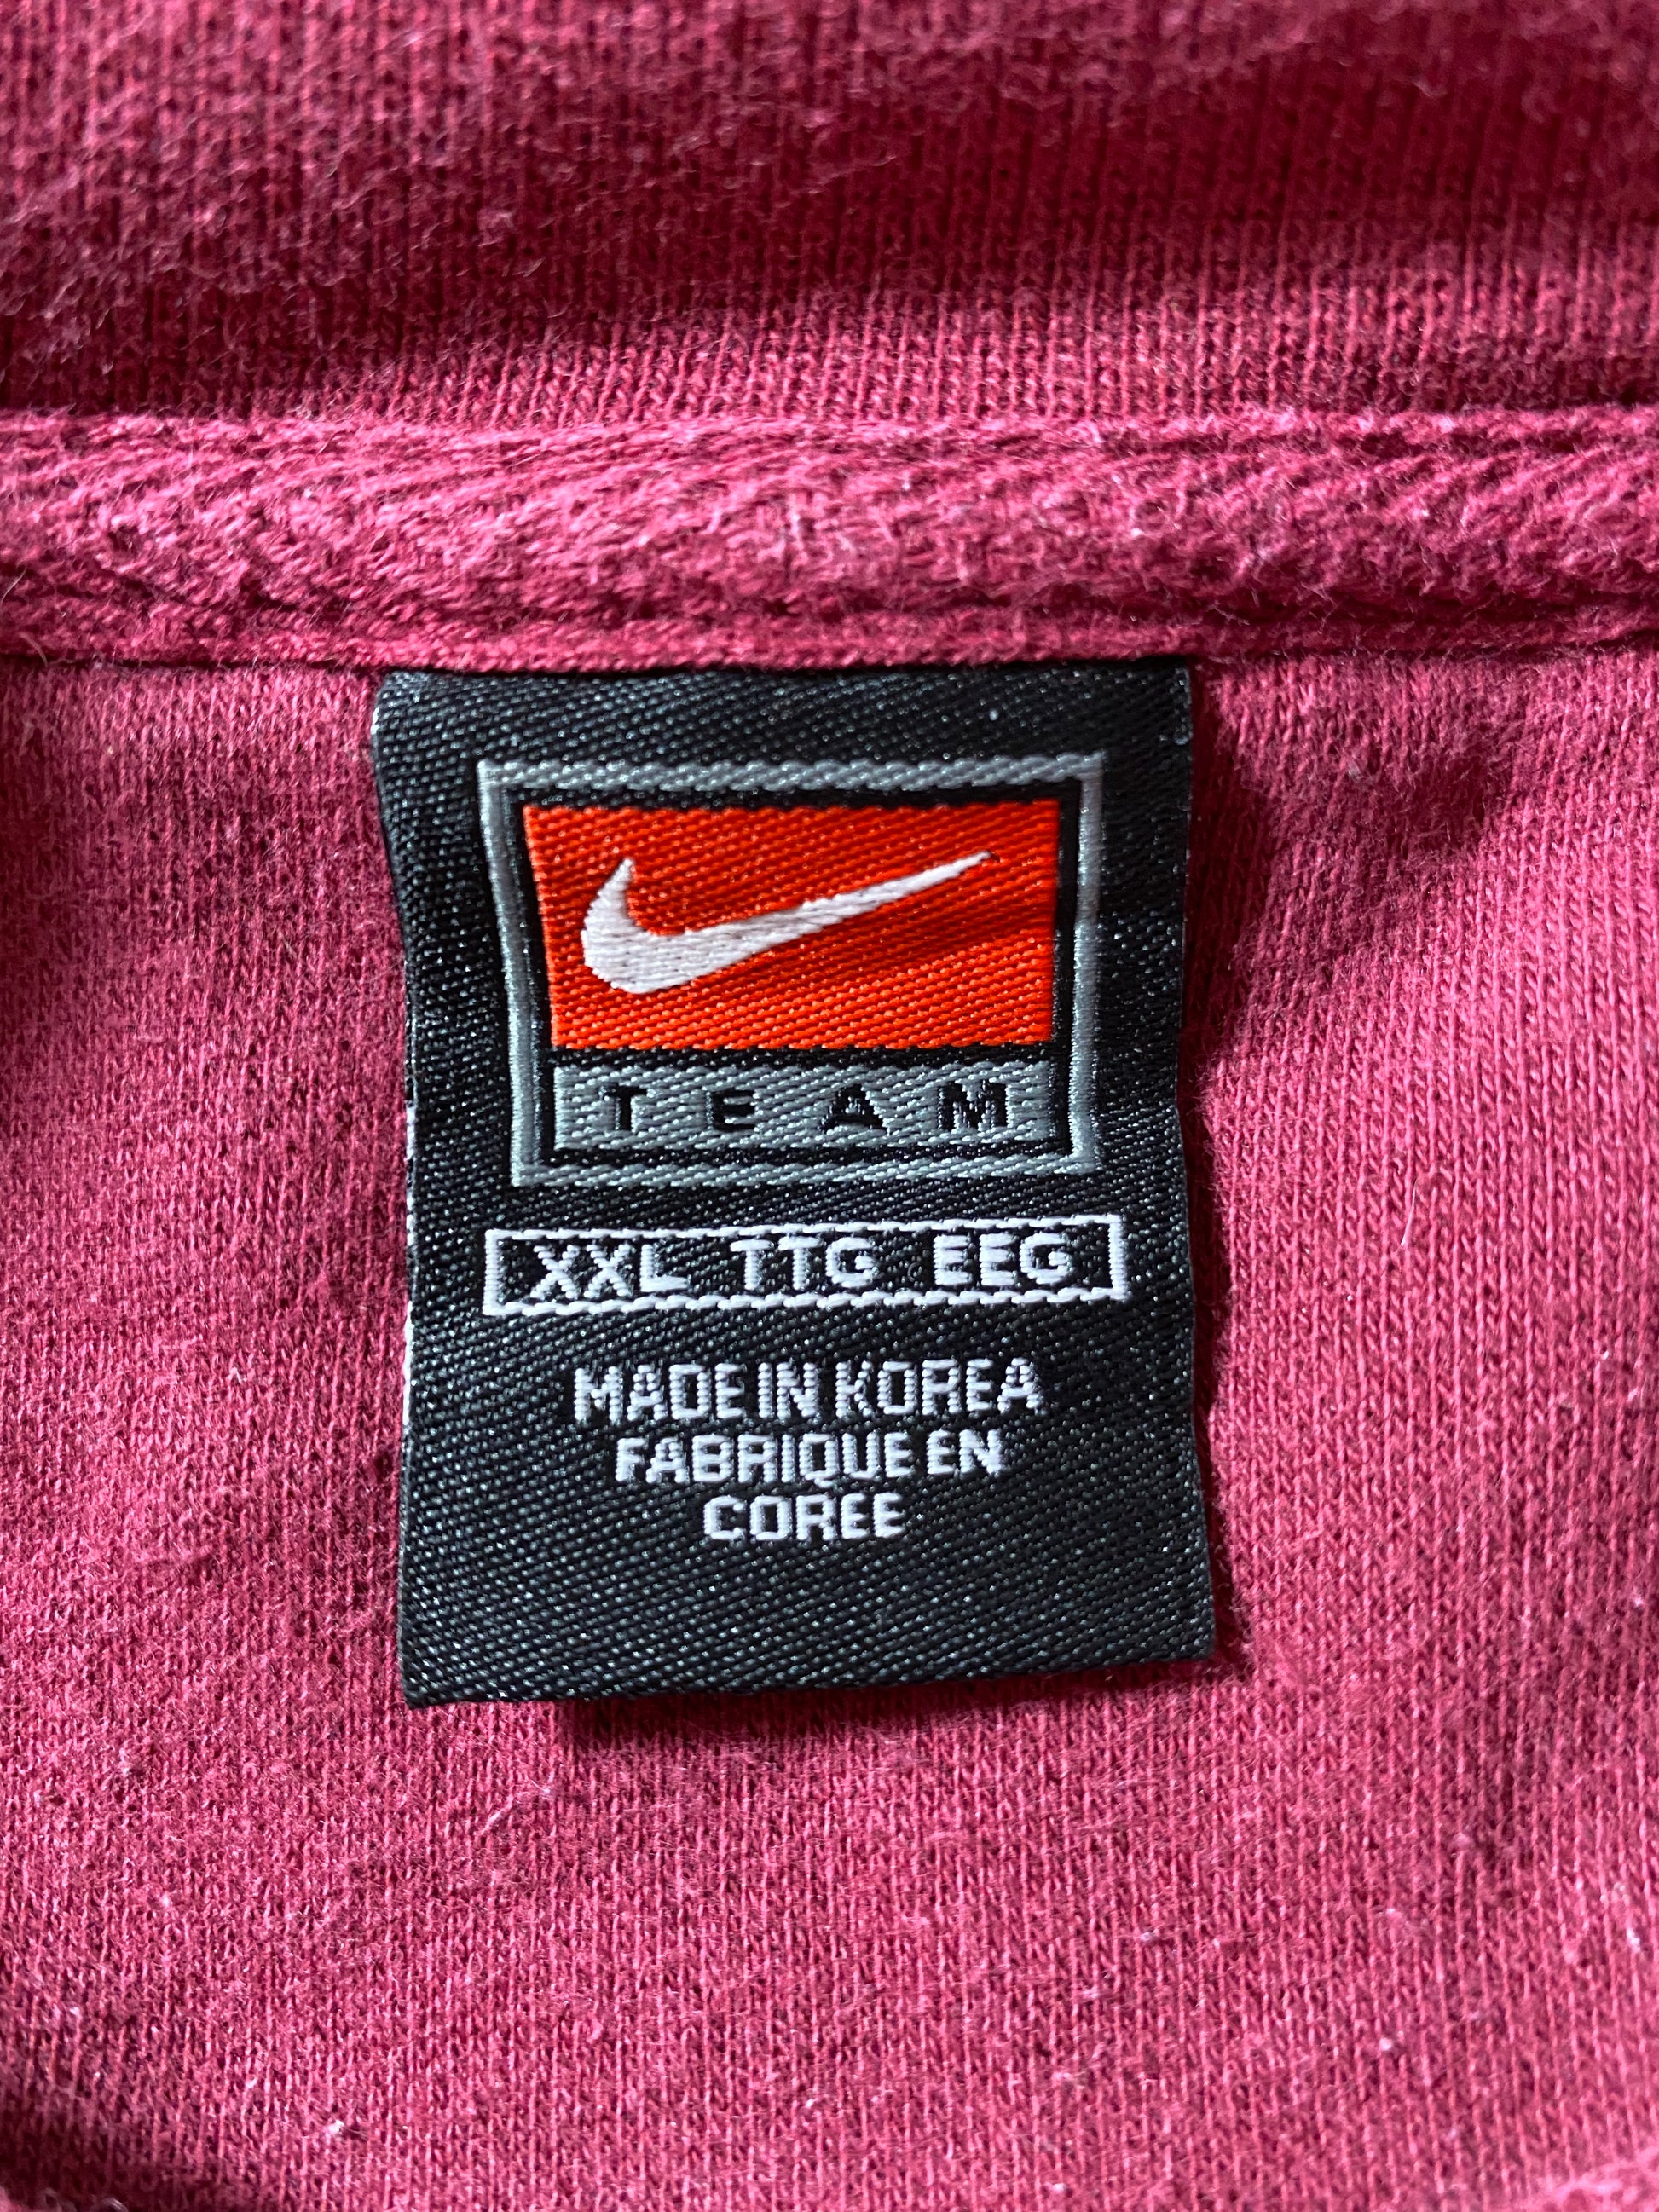 TEAM
XXL TTG EEG
MADE IN KOREA
FABRIQUE EN
COREE